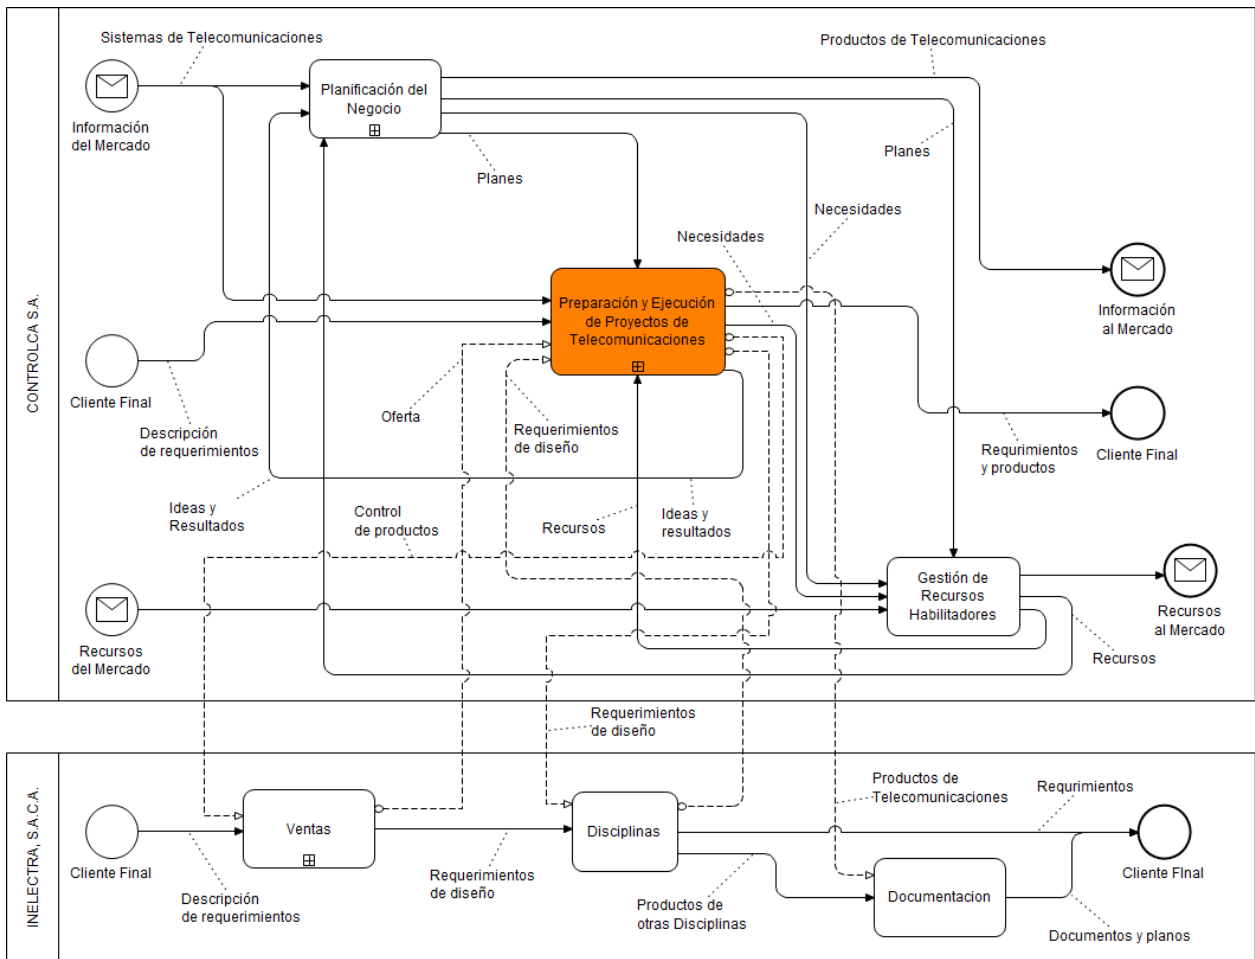 CONTROLCA S.A.
Sistemas de Telecomunicaciones
Productos de Telecomunicaciones
Planificación del
Negocio
Información
del Mercado
Planes
Planes
Necesidades
Necesidades
Preparación y Ejecución
de Proyectos de
Telecomunicaciones
Información
al Mercado
Cliente Final
Descripción
de requerimientos
Oferta
Requerimientos
de diseño
Requrimientos
y productos
Cliente Final
Ideas y
Resultados
Control
de productos
Recursos
Ideas y
resultados
Gestión de
Recursos
Habilitadores
Recursos
al Mercado
Recursos
del Mercado
Recursos
Requerimientos
de diseño
INELECTRA, S.A.C.A.
Productos de
Telecomunicaciones
Requrimientos
Ventas
Disciplinas
Cliente FInal
Cliente FInal
Requerimientos
de diseño
Documentacion
Descripción
de requerimientos
Productos de
otras Disciplinas
Documentos y planos